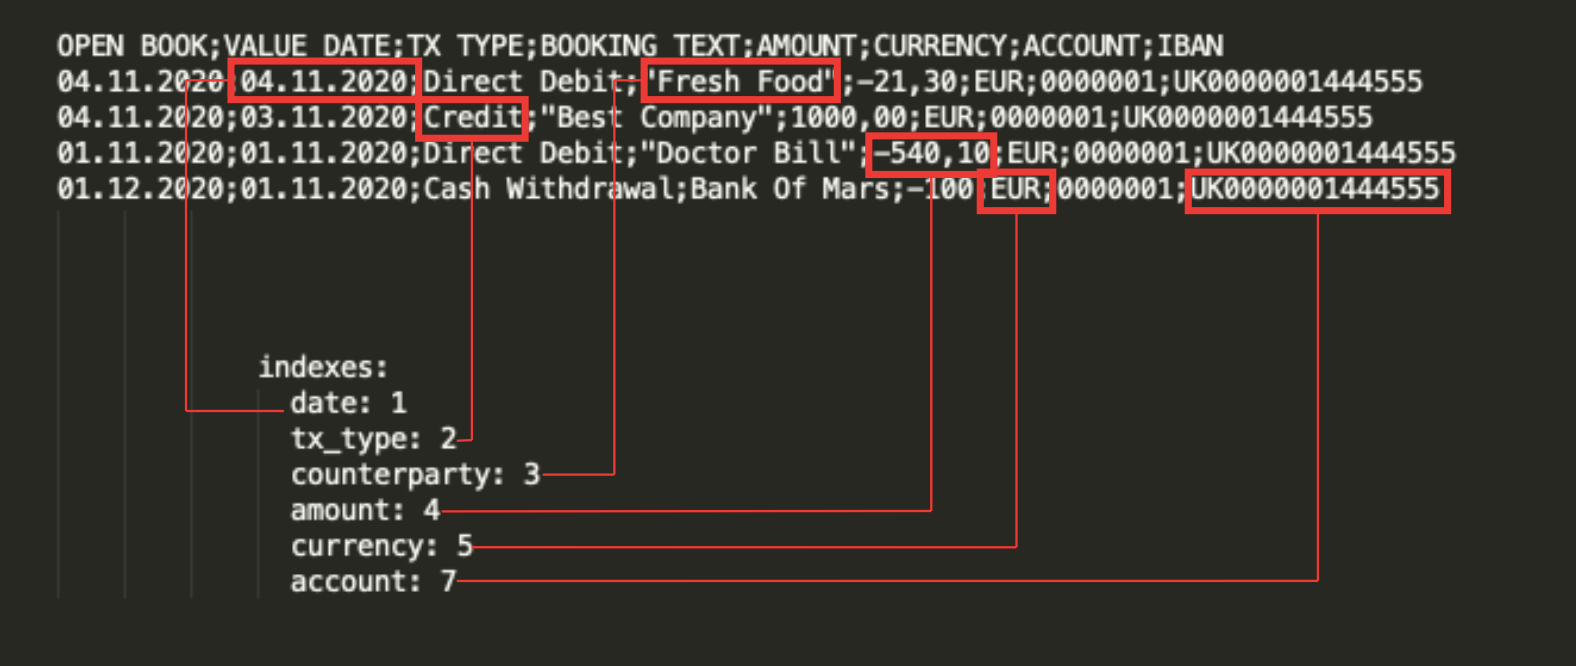 OPEN BOOK;VALUE DATE;TX TYPE;BOOKING TEXT;AMOUNT;CURRENCY;ACCOUNT;IBAN
04.11.2020;04.11.2020;Direct Debit;"Fresh Food";-21,30;EUR;0000001;UK0000001444555
04.11.2020;03.11.2020;Credit;"Best Company";1000,00;EUR;0000001;UK0000001444555
01.11.2020;01.11.2020;Direct Debit;"Doctor Bill";-540,10;EUR;0000001;UK0000001444555
01.12.2020;01.11.2020;Cash Withdrawal;Bank Of Mars;-100;EUR;0000001;UK0000001444555
indexes:
date: 1
tx_type: 2
counterparty: 3
amount: 4
currency: 5
account: 7